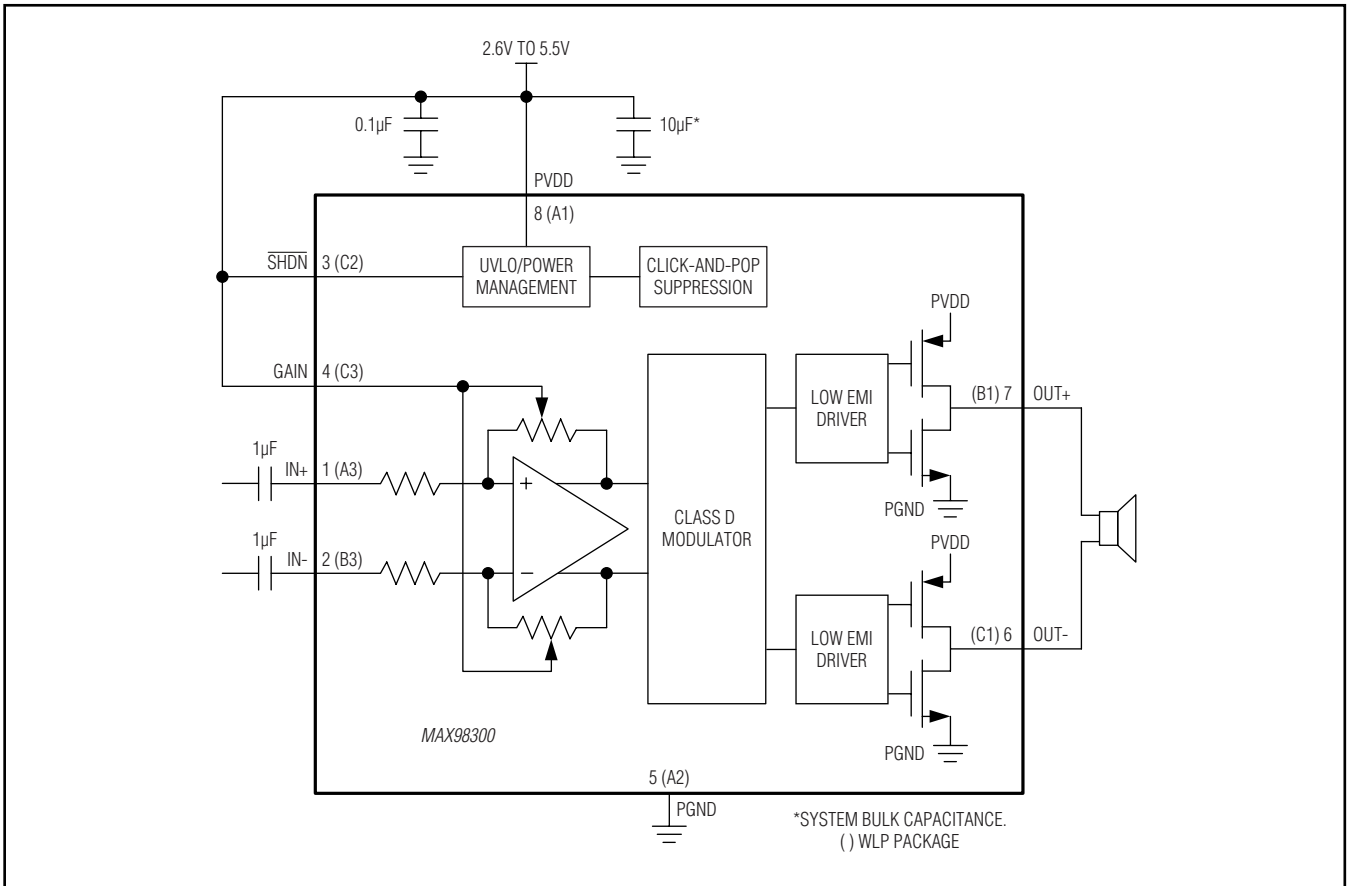 2.6V TO 5.5V
0.1µF
10µF*
PVDD
8 (A1)
SHDN
3 (C2)
UVLO/POWER
MANAGEMENT
CLICK-AND-POP
SUPPRESSION
PVDD
GAIN
4 (C3)
LOW EMI
DRIVER
(B1) 7
OUT+
1µF
IN+
1 (A3)
+
PGND
CLASS D
MODULATOR
1µF
IN-
2 (B3)
−
PVDD
LOW EMI
DRIVER
(C1) 6
OUT-
MAX98300
PGND
5 (A2)
PGND
*SYSTEM BULK CAPACITANCE.
( ) WLP PACKAGE